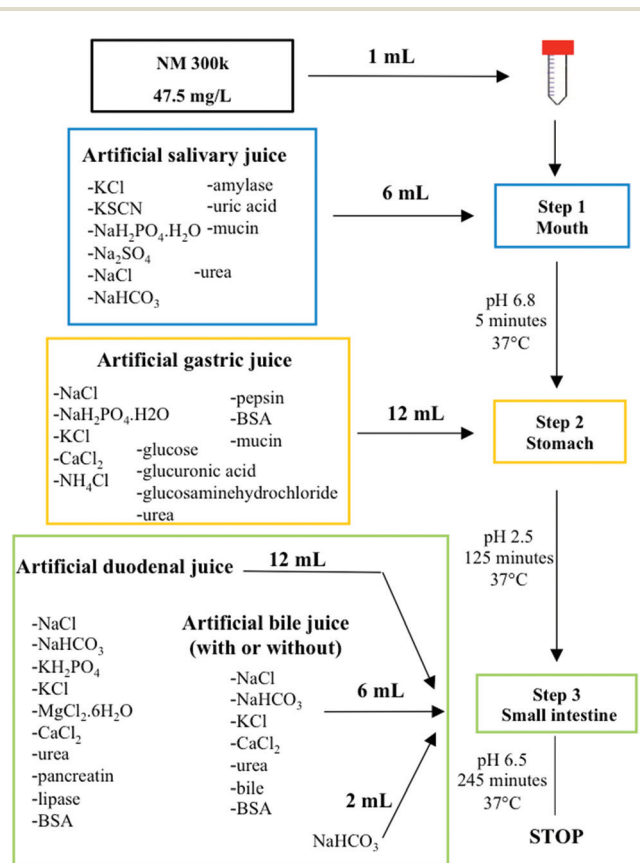 NM 300k
47.5 mg/L
1 mL
Artificial salivary juice
-KCl
-KSCN
-NaH₂PO₄.H₂O
-Na₂SO₄
-NaCl
-NaHCO₃
-amylase
-uric acid
-mucin
-urea
6 mL
Step 1
Mouth
pH 6.8
5 minutes
37°C
Artificial gastric juice
-NaCl
-NaH₂PO₄.H2O
-KCl
-CaCl₂
-NH₄Cl
-pepsin
-BSA
-mucin
-glucose
-glucuronic acid
-glucosaminehydrochloride
-urea
12 mL
Step 2
Stomach
pH 2.5
125 minutes
37°C
Artificial duodenal juice
12 mL
-NaCl
-NaHCO₃
-KH₂PO₄
-KCl
-MgCl₂.6H₂O
-CaCl₂
-urea
-pancreatin
-lipase
-BSA
Artificial bile juice
(with or without)
-NaCl
-NaHCO₃
-KCl
-CaCl₂
-urea
-bile
-BSA
6 mL
2 mL
NaHCO₃
Step 3
Small intestine
pH 6.5
245 minutes
37°C
STOP